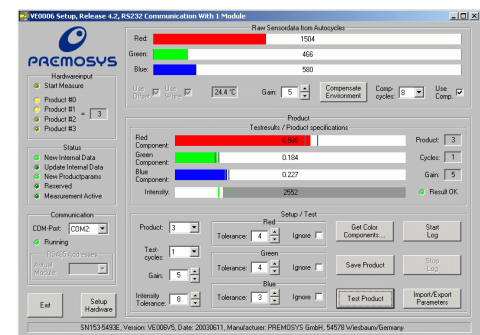 VE0006 Setup, Release 4.2, RS232 Communication With 1 Module
PREMOSYS
Raw Sensordata from Autocycles
Red: 1504
Green: 466
Blue: 580
Use Offset Use White 24.4 °C Gain: 5 Compensate Environment Comp-cycles: 8 Use Comp.
Hardwareinput
Start Measure
Product #0
Product #1
Product #2 = 3
Product #3
Status
New Internal Data
Update Internal Data
New Productparams
Reserved
Measurement Active
Communication
COM-Port: COM2:
Running
RS485 Addresses
Actual Module:
Exit
Setup Hardware
Product
Testresults / Product specifications
Red Component: 0.589 Product: 3
Green Component: 0.184 Cycles: 1
Blue Component: 0.227 Gain: 5
Intensity: 2552 Result OK
Setup / Test
Product: 3
Test-cycles: 1
Gain: 5
Intensity Tolerance: 8
Red
Tolerance: 4 Ignore
Green
Tolerance: 4 Ignore
Blue
Tolerance: 3 Ignore
Get Color Components...
Start Log
Save Product
Stop Log
Test Product
Import/Export Parameters
SN153-5493E, Version: VE006V5, Date: 20030611, Manufacturer: PREMOSYS GmbH, 54578 Wiesbaum/Germany